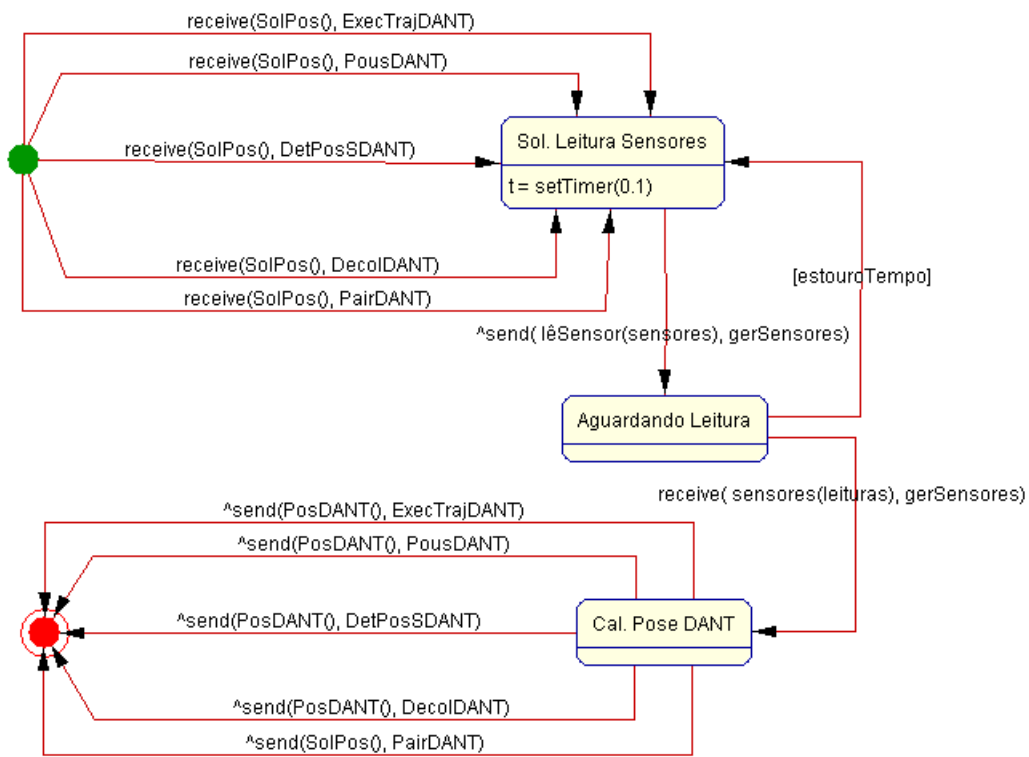 receive(SolPos(), ExecTrajDANT)
receive(SolPos(), PousDANT)
Sol. Leitura Sensores
receive(SolPos(), DetPosSDANT)
t = setTimer(0.1)
receive(SolPos(), DecolDANT)
[estouroTempo]
receive(SolPos(), PairDANT)
^send( lêSensor(sensores), gerSensores)
Aguardando Leitura
receive( sensores(leituras), gerSensores)
^send(PosDANT(), ExecTrajDANT)
^send(PosDANT(), PousDANT)
^send(PosDANT(), DetPosSDANT)
Cal. Pose DANT
^send(PosDANT(), DecolDANT)
^send(SolPos(), PairDANT)